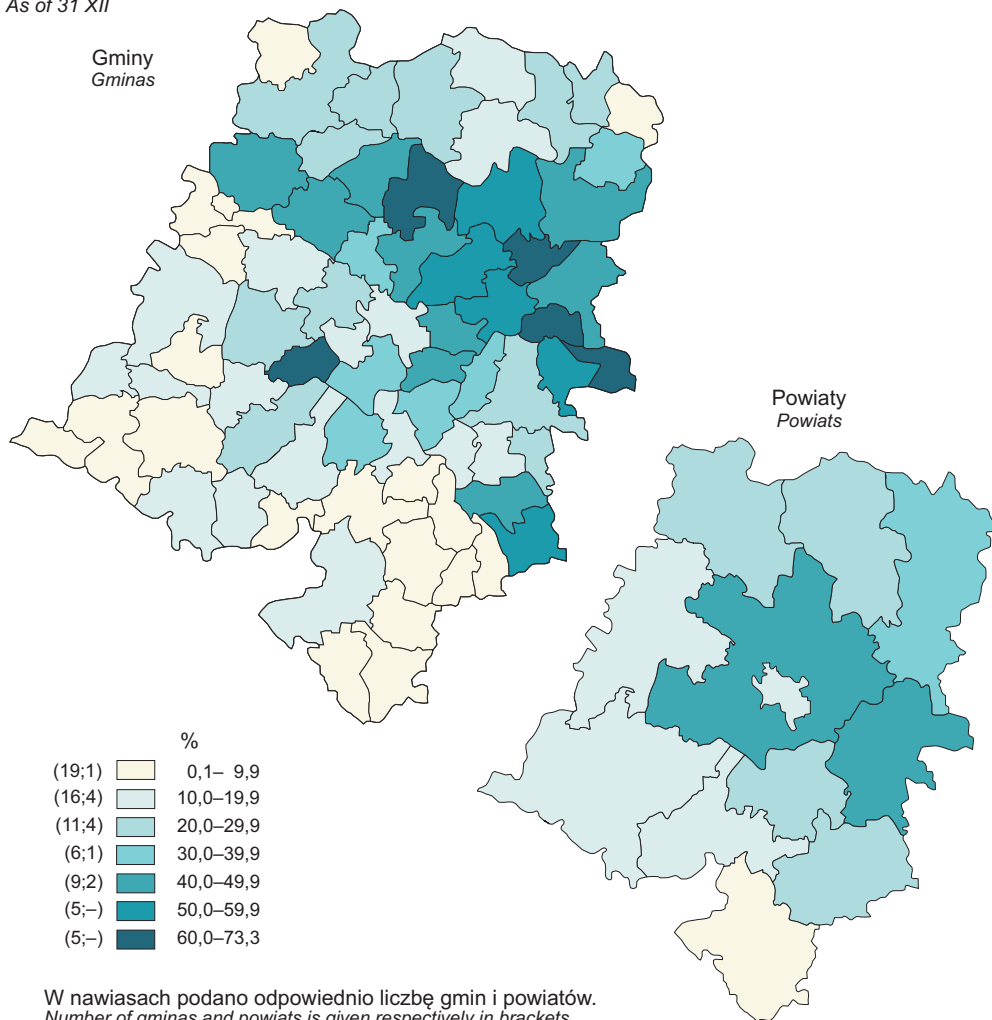 As of 31 XII
Gminy
Gminas
Powiaty
Powiats
%
(19;1) 0,1– 9,9
(16;4) 10,0–19,9
(11;4) 20,0–29,9
(6;1) 30,0–39,9
(9;2) 40,0–49,9
(5;–) 50,0–59,9
(5;–) 60,0–73,3
W nawiasach podano odpowiednio liczbę gmin i powiatów.
Number of gminas and powiats is given respectively in brackets